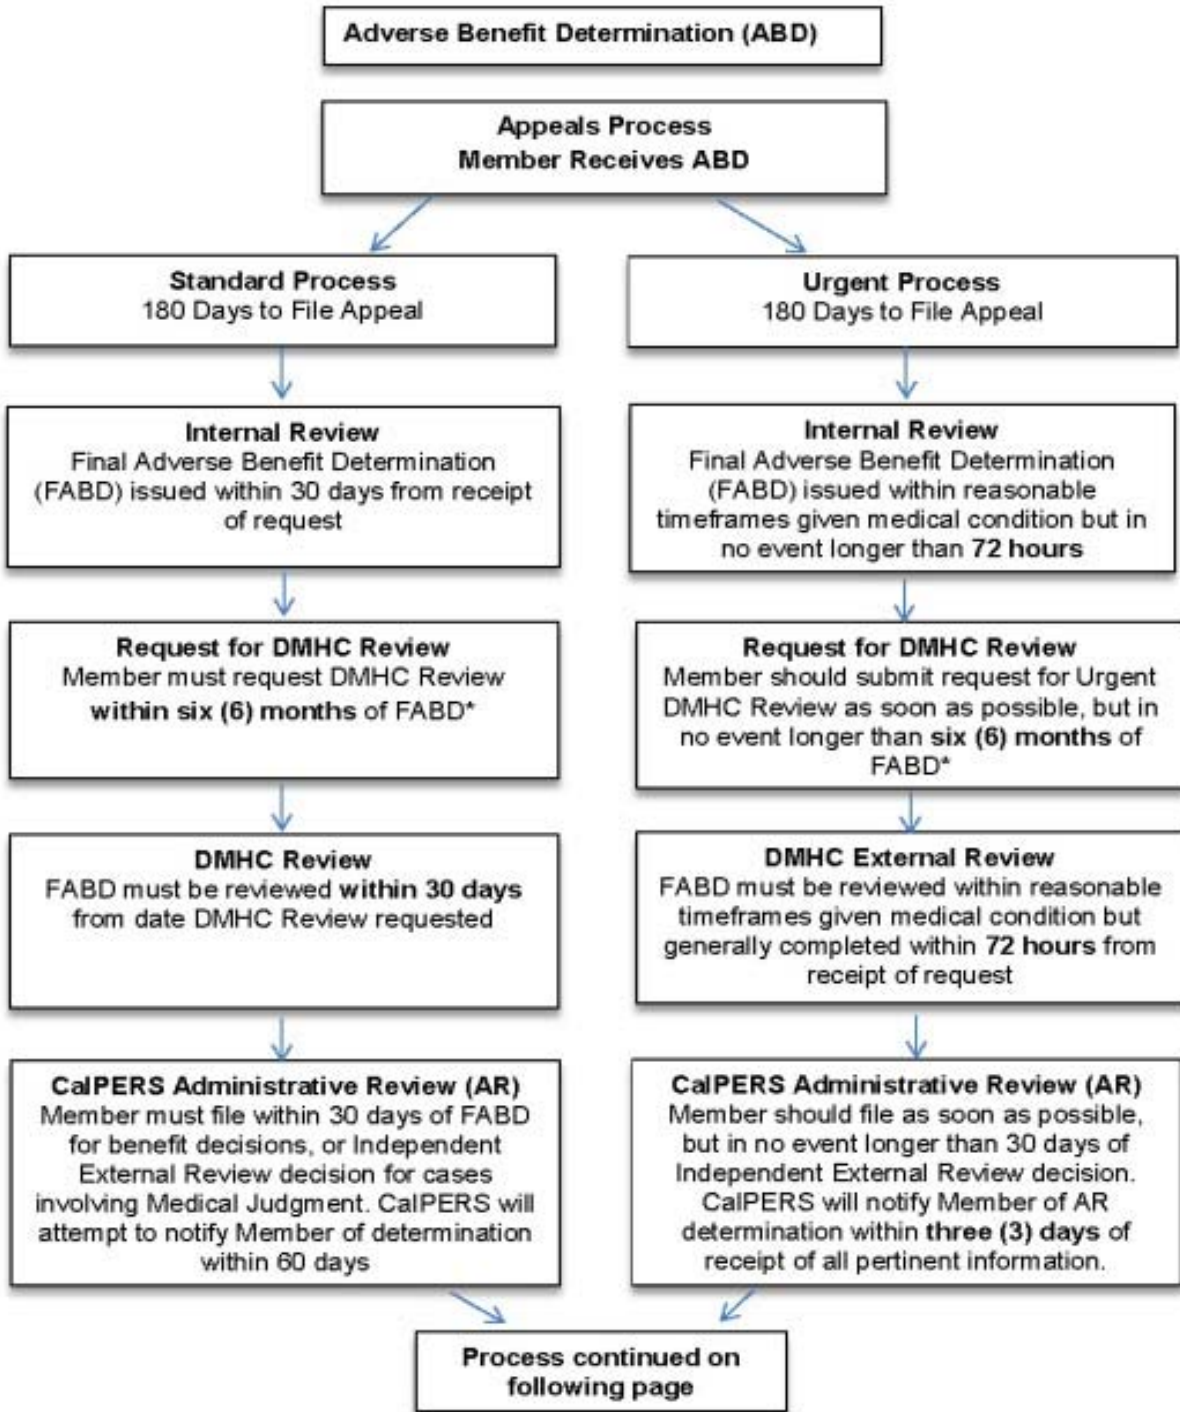 Adverse Benefit Determination (ABD)
Appeals Process
Member Receives ABD
Standard Process
180 Days to File Appeal
Urgent Process
180 Days to File Appeal
Internal Review
Final Adverse Benefit Determination
(FABD) issued within 30 days from receipt
of request
Internal Review
Final Adverse Benefit Determination
(FABD) issued within reasonable
timeframes given medical condition but in
no event longer than 72 hours
Request for DMHC Review
Member must request DMHC Review
within six (6) months of FABD*
Request for DMHC Review
Member should submit request for Urgent
DMHC Review as soon as possible, but in
no event longer than six (6) months of
FABD*
DMHC Review
FABD must be reviewed within 30 days
from date DMHC Review requested
DMHC External Review
FABD must be reviewed within reasonable
timeframes given medical condition but
generally completed within 72 hours from
receipt of request
CalPERS Administrative Review (AR)
Member must file within 30 days of FABD
for benefit decisions, or Independent
External Review decision for cases
involving Medical Judgment. CalPERS will
attempt to notify Member of determination
within 60 days
CalPERS Administrative Review (AR)
Member should file as soon as possible,
but in no event longer than 30 days of
Independent External Review decision.
CalPERS will notify Member of AR
determination within three (3) days of
receipt of all pertinent information.
Process continued on
following page